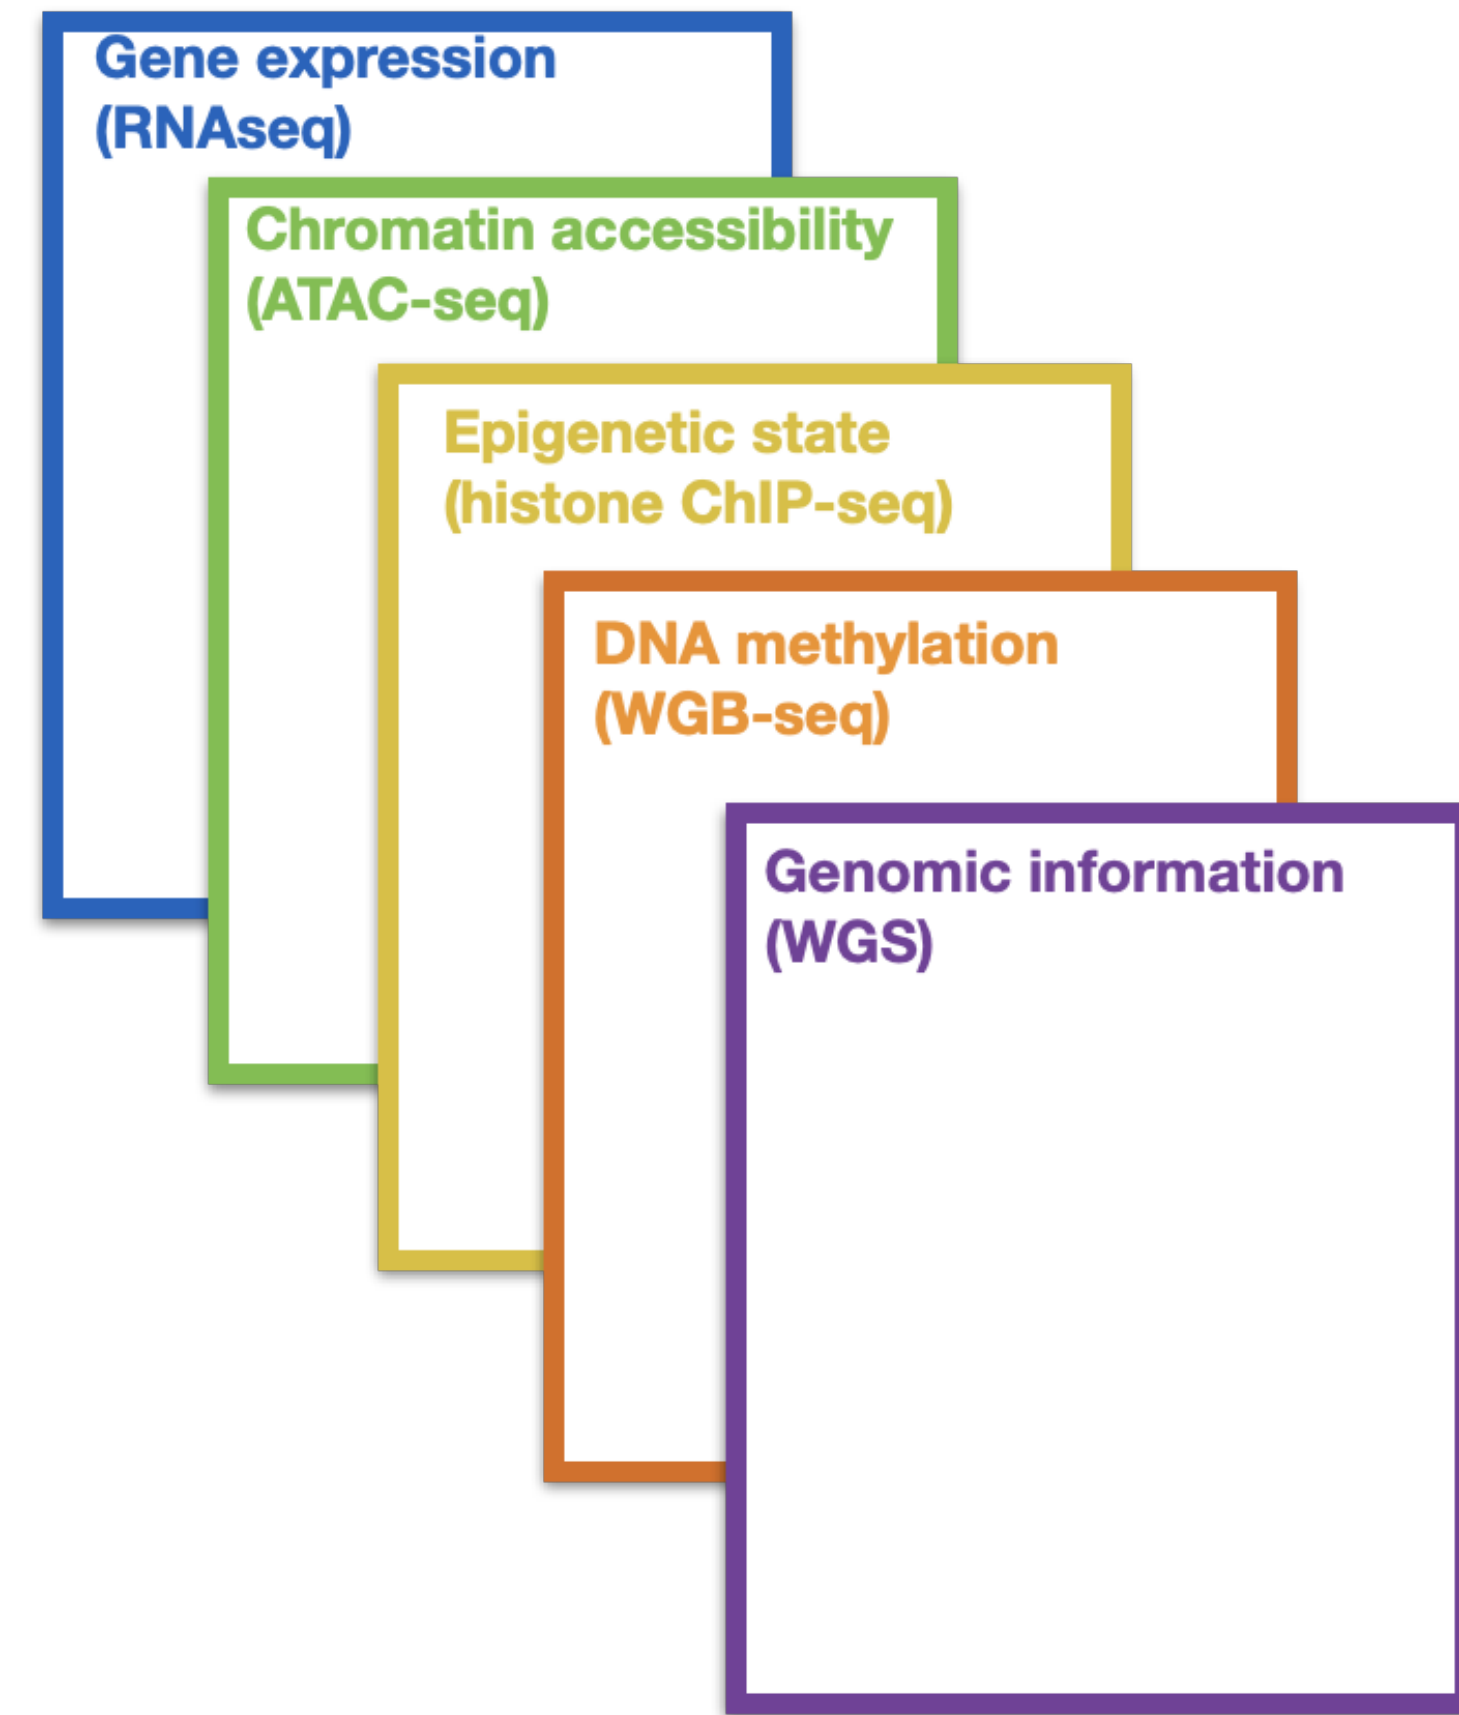 Gene expression
(RNAseq)
Chromatin accessibility
(ATAC-seq)
Epigenetic state
(histone ChIP-seq)
DNA methylation
(WGB-seq)
Genomic information
(WGS)